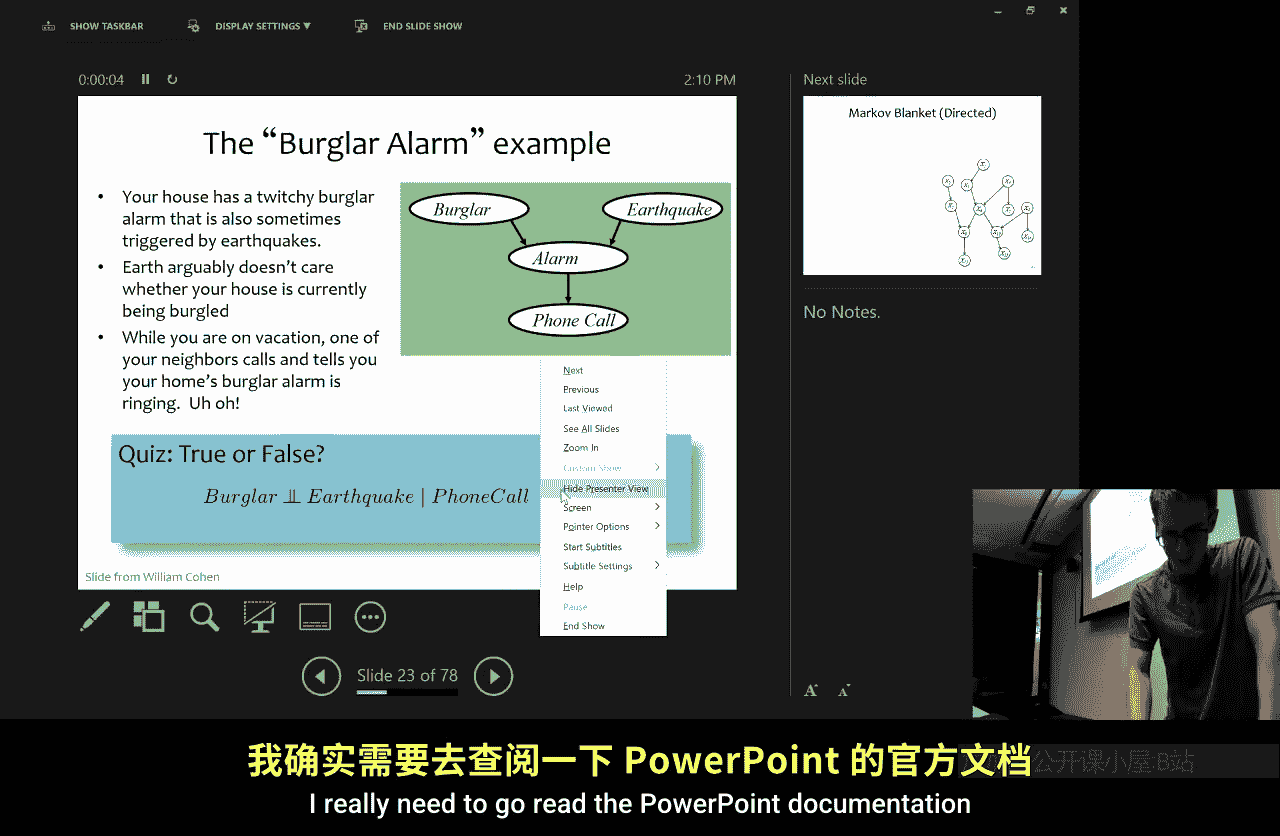 SHOW TASKBAR
DISPLAY SETTINGS ▼
END SLIDE SHOW
0:00:04
2:10 PM
Next slide
The “Burglar Alarm” example
• Your house has a twitchy burglar
alarm that is also sometimes
triggered by earthquakes.
• Earth arguably doesn’t care
whether your house is currently
being burgled
• While you are on vacation, one of
your neighbors calls and tells you
your home’s burglar alarm is
ringing. Uh oh!
Burglar
Earthquake
Alarm
Phone Call
Quiz: True or False?
Burglar ⫫ Earthquake | PhoneCall
Slide from William Cohen
Next
Previous
Last Viewed
See All Slides
Zoom In
Custom Show
Hide Presenter View
Screen
Pointer Options
Start Subtitles
Subtitle Settings
Help
Pause
End Show
Markov Blanket (Directed)
No Notes.
Slide 23 of 78
A A
我确实需要去查阅一下 PowerPoint 的官方文档
公开课小屋:B站
I really need to go read the PowerPoint documentation